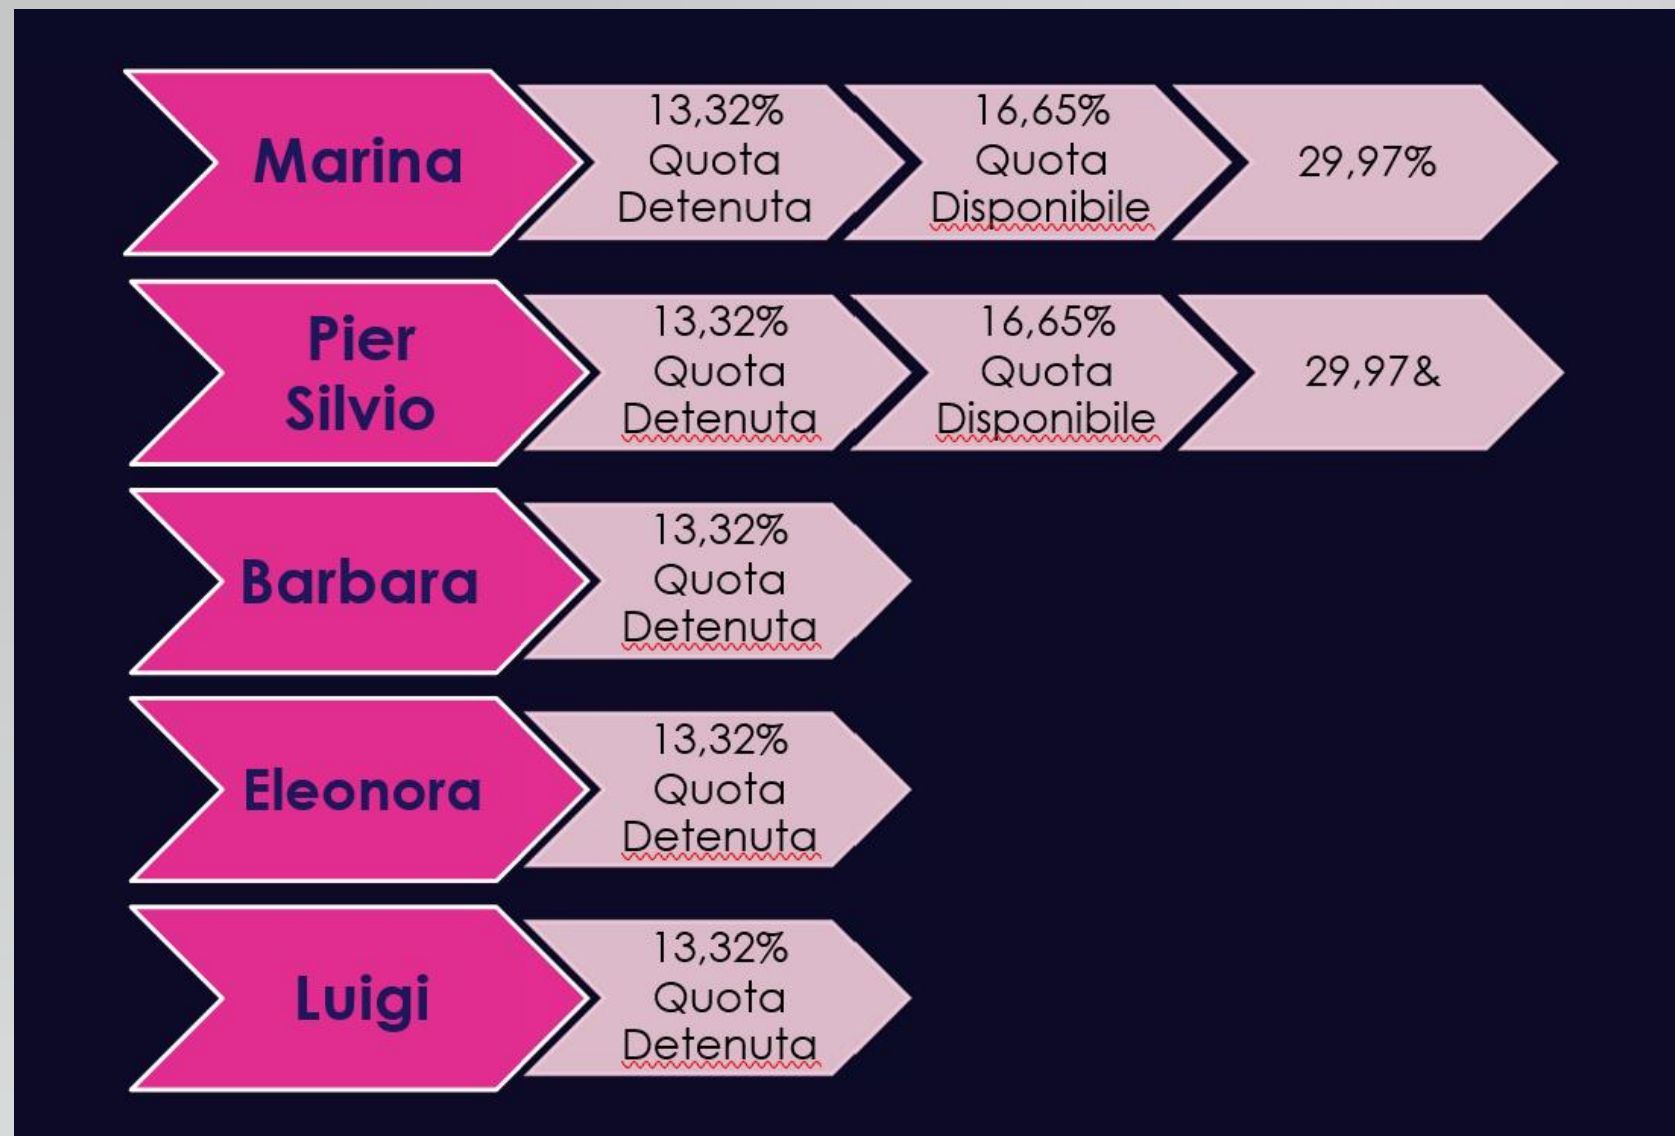 Marina
13,32%
Quota
Detenuta
16,65%
Quota
Disponibile
29,97%
Pier
Silvio
13,32%
Quota
Detenuta
16,65%
Quota
Disponibile
29,97&
Barbara
13,32%
Quota
Detenuta
Eleonora
13,32%
Quota
Detenuta
Luigi
13,32%
Quota
Detenuta